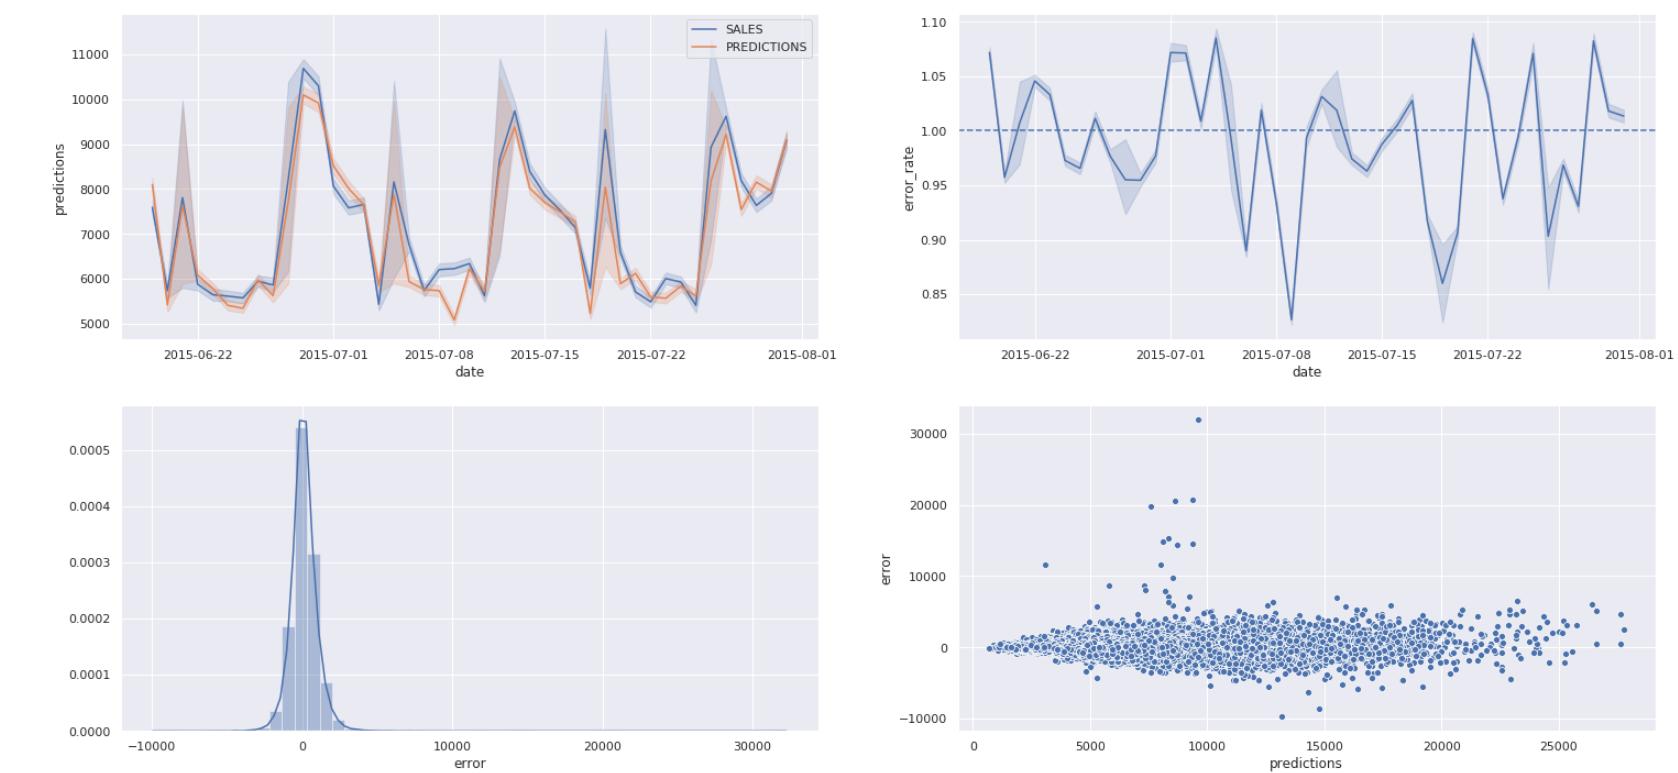 SALES
PREDICTIONS
11000
10000
9000
8000
7000
6000
5000
predictions
2015-06-22 2015-07-01 2015-07-08 2015-07-15 2015-07-22 2015-08-01
date
1.10
1.05
1.00
0.95
0.90
0.85
error_rate
2015-06-22 2015-07-01 2015-07-08 2015-07-15 2015-07-22 2015-08-01
date
0.0005
0.0004
0.0003
0.0002
0.0001
0.0000
−10000 0 10000 20000 30000
error
30000
20000
10000
0
−10000
error
0 5000 10000 15000 20000 25000
predictions